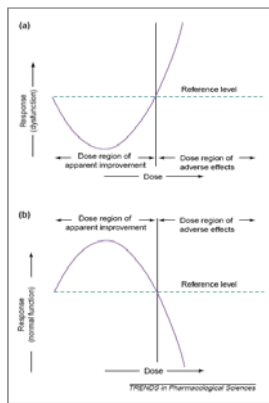 (a)
Response
(dysfunction)
Reference level
Dose region of
apparent improvement
Dose region of
adverse effects
Dose
(b)
Dose region of
apparent improvement
Dose region of
adverse effects
Reference level
Response
(normal function)
Dose
TRENDS in Pharmacological Sciences